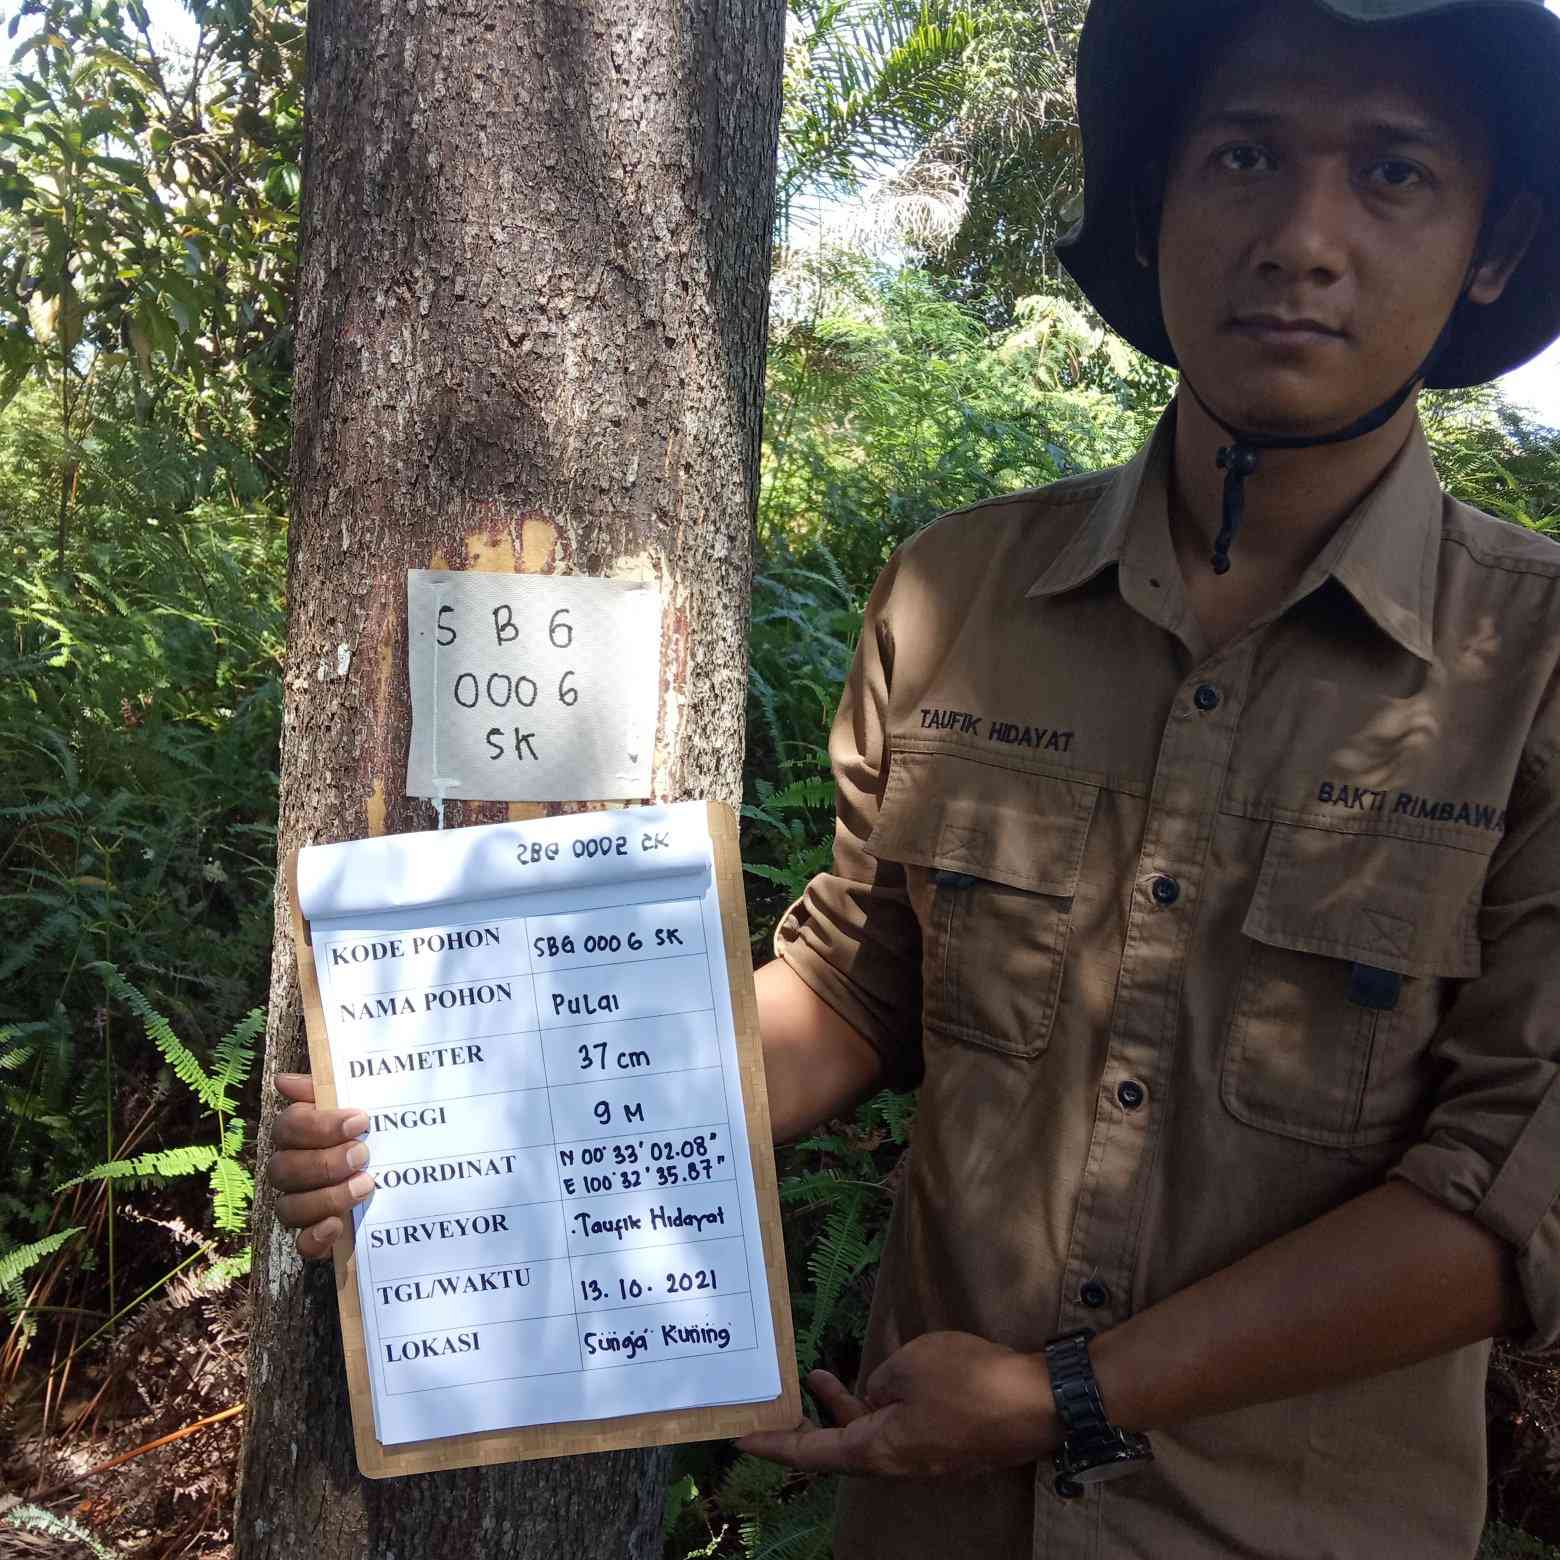 S B G
000 6
SK
TAUFIK HIDAYAT
BAKTI RIMBAWA
SBG 0002 SK
KODE POHON SBG 000 6 SK
NAMA POHON PULAI
DIAMETER 37 cm
TINGGI 9 M
KOORDINAT N 00° 33' 02.08"
E 100° 32' 35.87"
SURVEYOR Taufik Hidayat
TGL/WAKTU 13. 10. 2021
LOKASI Sungai Kuning